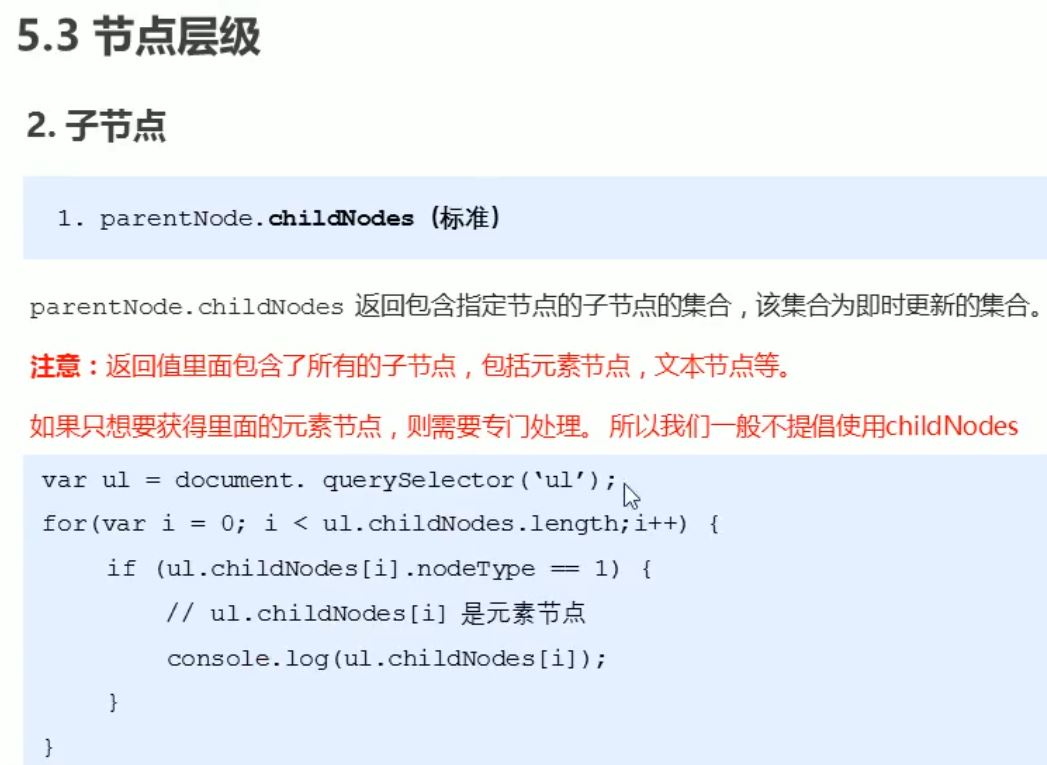 5.3 节点层级
2. 子节点
1. parentNode.childNodes（标准）
parentNode.childNodes 返回包含指定节点的子节点的集合，该集合为即时更新的集合。
注意：返回值里面包含了所有的子节点，包括元素节点，文本节点等。
如果只想要获得里面的元素节点，则需要专门处理。 所以我们一般不提倡使用childNodes
var ul = document. querySelector(‘ul’);
for(var i = 0; i < ul.childNodes.length;i++) {
if (ul.childNodes[i].nodeType == 1) {
// ul.childNodes[i] 是元素节点
console.log(ul.childNodes[i]);
}
}